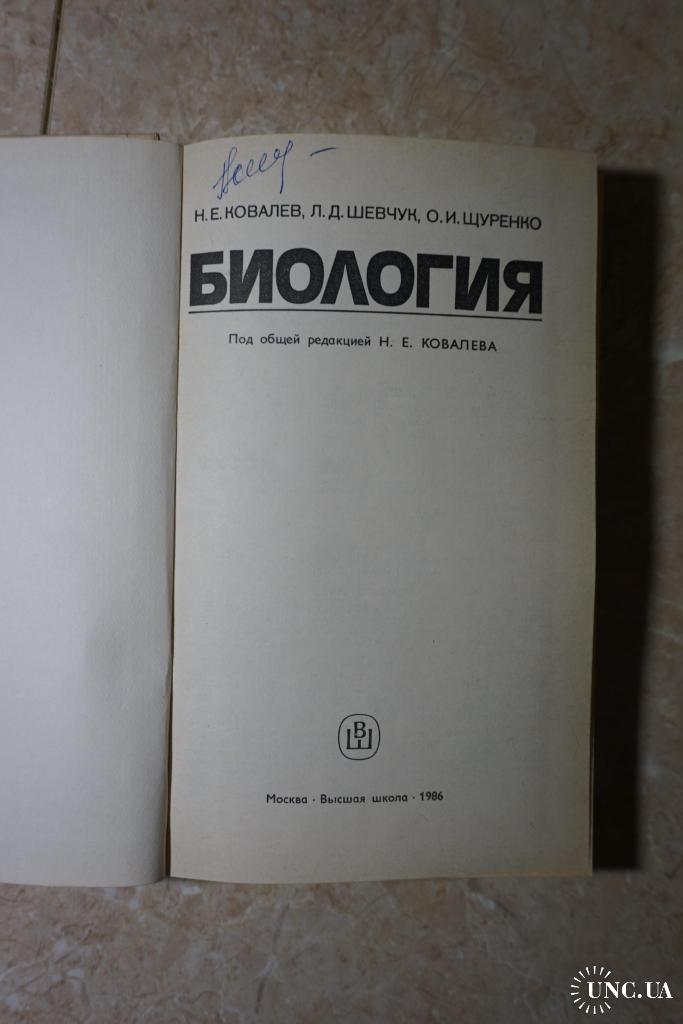 Н. Е. КОВАЛЕВ, Л. Д. ШЕВЧУК, О. И. ЩУРЕНКО
БИОЛОГИЯ
Под общей редакцией Н. Е. КОВАЛЕВА
ВШ
Москва · Высшая школа · 1986
UNC.UA